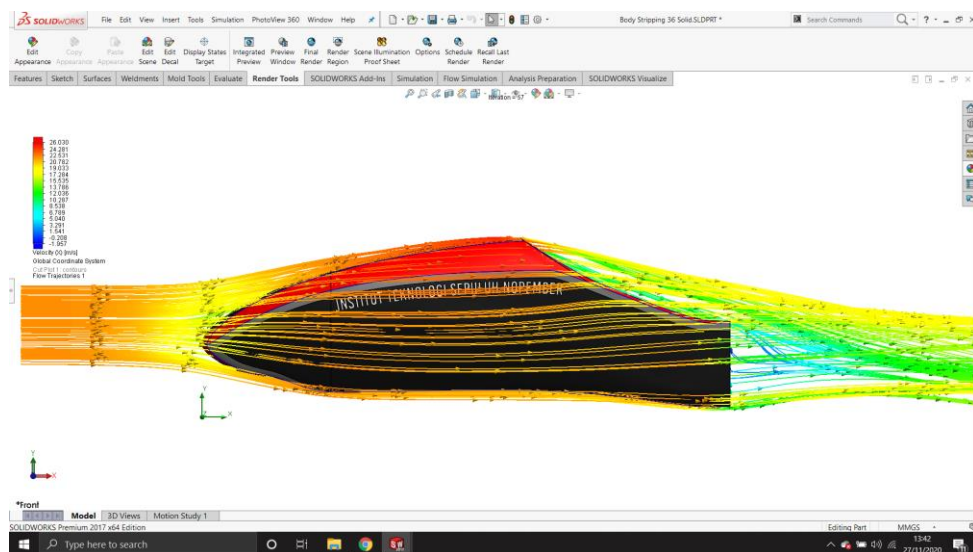 SOLIDWORKS File Edit View Insert Tools Simulation PhotoView 360 Window Help Body Stripping 36 Solid.SLDPRT * Search Commands
Edit Appearance Copy Appearance Paste Appearance Edit Scene Edit Decal Display States Target Integrated Preview Preview Window Final Render Render Region Scene Illumination Proof Sheet Options Schedule Render Recall Last Render
Features Sketch Surfaces Weldments Mold Tools Evaluate Render Tools SOLIDWORKS Add-Ins Simulation Flow Simulation Analysis Preparation SOLIDWORKS Visualize
Iteration = 57
26.030
24.281
22.531
20.782
19.033
17.284
15.535
13.786
12.036
10.287
8.538
6.789
5.040
3.291
1.541
-0.208
-1.957
Velocity (X) [m/s]
Global Coordinate System
Cut Plot 1: contours
Flow Trajectories 1
INSTITUT TEKNOLOGI SEPULUH NOPEMBER
Y
X
Y
X
*Front
Model 3D Views Motion Study 1
SOLIDWORKS Premium 2017 x64 Edition Editing Part MMGS
Type here to search 13:42
27/11/2020